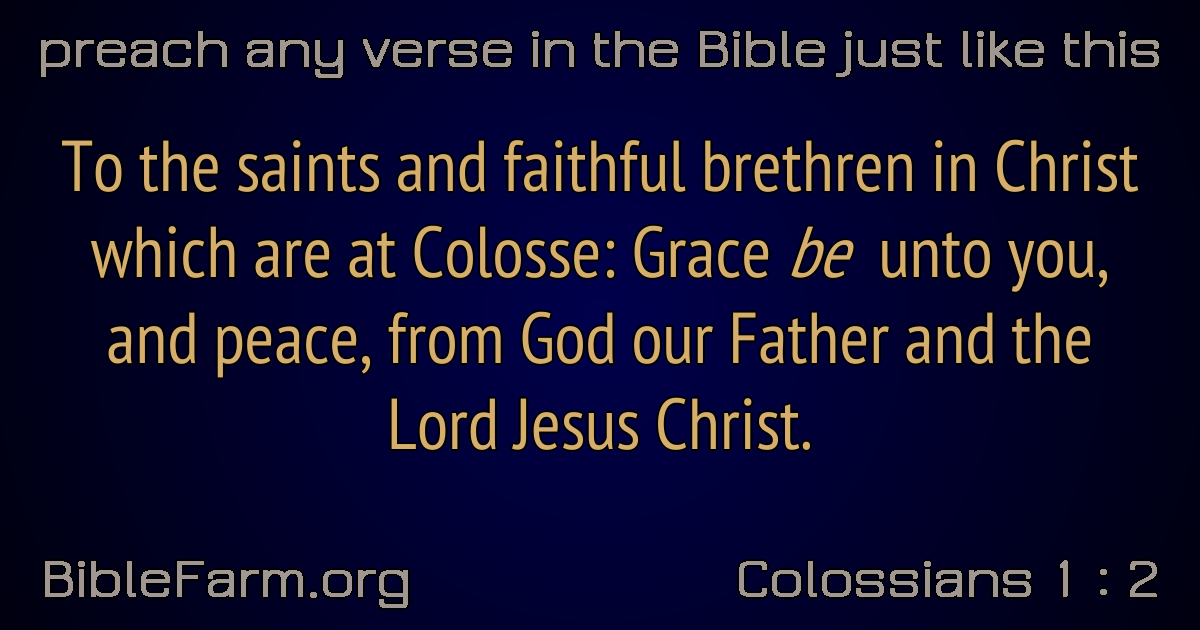 preach any verse in the Bible just like this
To the saints and faithful brethren in Christ
which are at Colosse: Grace be unto you,
and peace, from God our Father and the
Lord Jesus Christ.
BibleFarm.org
Colossians 1 : 2